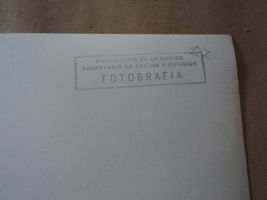 PRESIDENCIA DE LA NACION
SECRETARIA DE PRENSA Y DIFUSION
FOTOGRAFIA